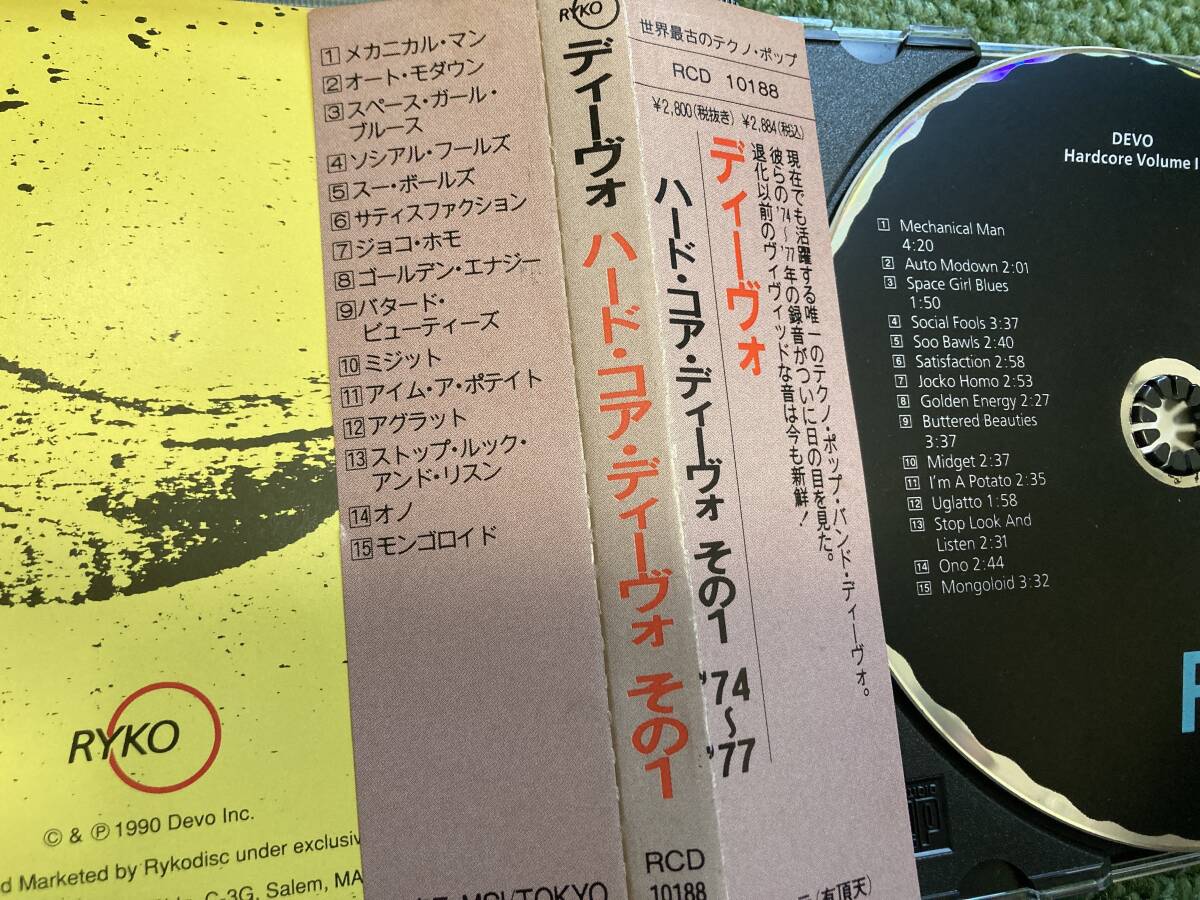 RYKO
© & ℗ 1990 Devo Inc.
d Marketed by Rykodisc under exclusiv
C-3G, Salem, MA
1 メカニカル・マン
2 オート・モダウン
3 スペース・ガール・
ブルース
4 ソシアル・フールズ
5 スー・ボールズ
6 サティスファクション
7 ジョコ・ホモ
8 ゴールデン・エナジー
9 バタード・
ビューティーズ
10 ミジット
11 アイム・ア・ポテイト
12 アグラット
13 ストップ・ルック・
アンド・リスン
14 オノ
15 モンゴロイド
MSI/TOKYO
RYKO
ディーヴォ ハード・コア・ディーヴォ その1
RCD
10188
世界最古のテクノ・ポップ
RCD 10188
¥2,800(税抜き) ¥2,884(税込)
現在でも活躍する唯一のテクノ・ポップ・バンド・ディーヴォ。
彼らの'74〜'77年の録音がついに日の目を見た。
退化以前のヴィヴィッドな音は今も新鮮!
ディーヴォ
ハード・コア・ディーヴォ その1 '74〜'77
(有頂天)
DEVO
Hardcore Volume I
1 Mechanical Man
4:20
2 Auto Modown 2:01
3 Space Girl Blues
1:50
4 Social Fools 3:37
5 Soo Bawls 2:40
6 Satisfaction 2:58
7 Jocko Homo 2:53
8 Golden Energy 2:27
9 Buttered Beauties
3:37
10 Midget 2:37
11 I'm A Potato 2:35
12 Uglatto 1:58
13 Stop Look And
Listen 2:31
14 Ono 2:44
15 Mongoloid 3:32